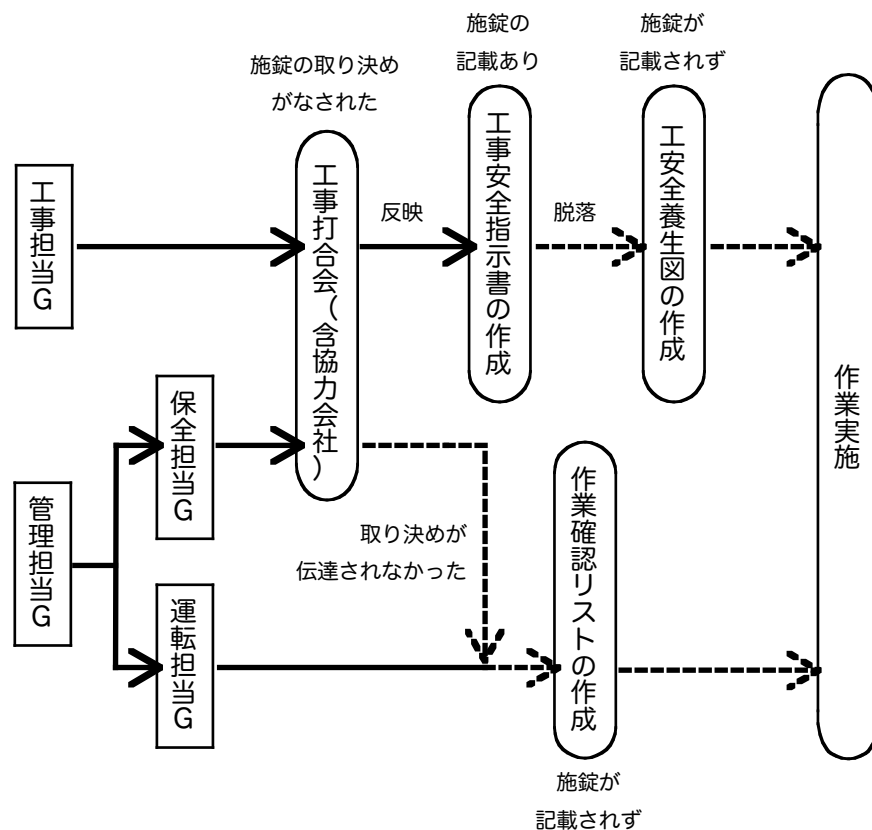 施錠の取り決め
がなされた
施錠の
記載あり
施錠が
記載されず
工事担当G
工事打合会（含協力会社）
反映
工事安全指示書の作成
脱落
工安全養生図の作成
作業実施
管理担当G
保全担当G
運転担当G
取り決めが
伝達されなかった
作業確認リストの作成
施錠が
記載されず